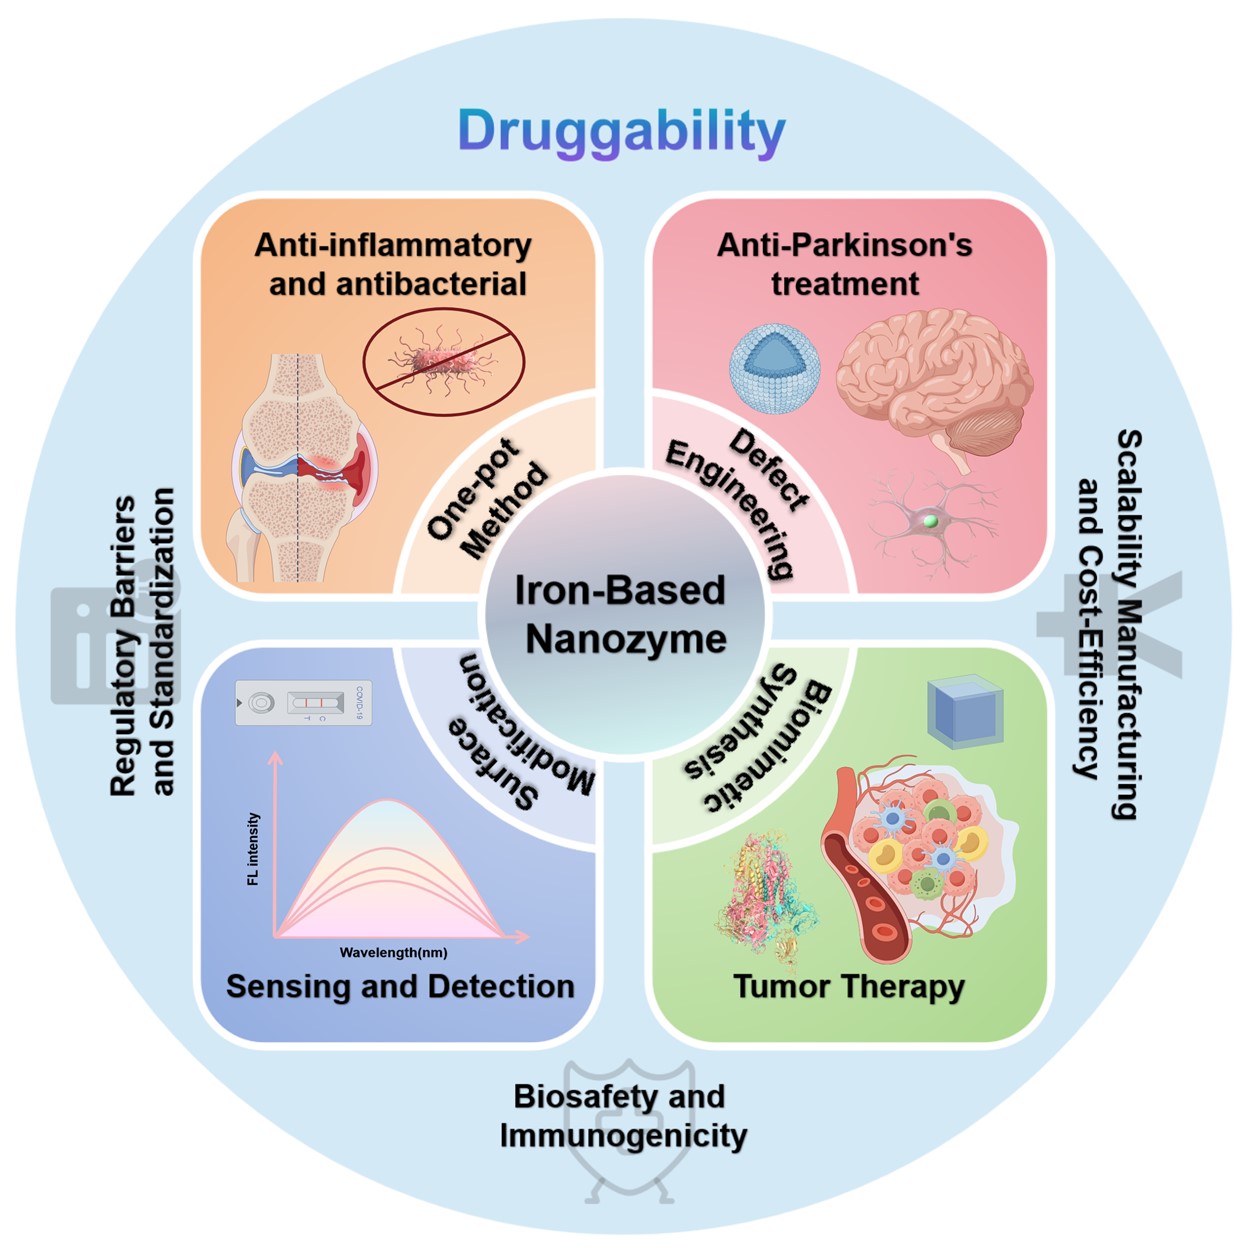 Druggability
Anti-inflammatory
and antibacterial
Anti-Parkinson's
treatment
One-pot
Method
Defect
Engineering
Iron-Based
Nanozyme
Regulatory Barriers
and Standardization
Scalability Manufacturing
and Cost-Efficiency
Surface
Modification
Biomimetic
Synthesis
COVID-19
C
T
FL intensity
Wavelength(nm)
Sensing and Detection
Tumor Therapy
Biosafety and
Immunogenicity